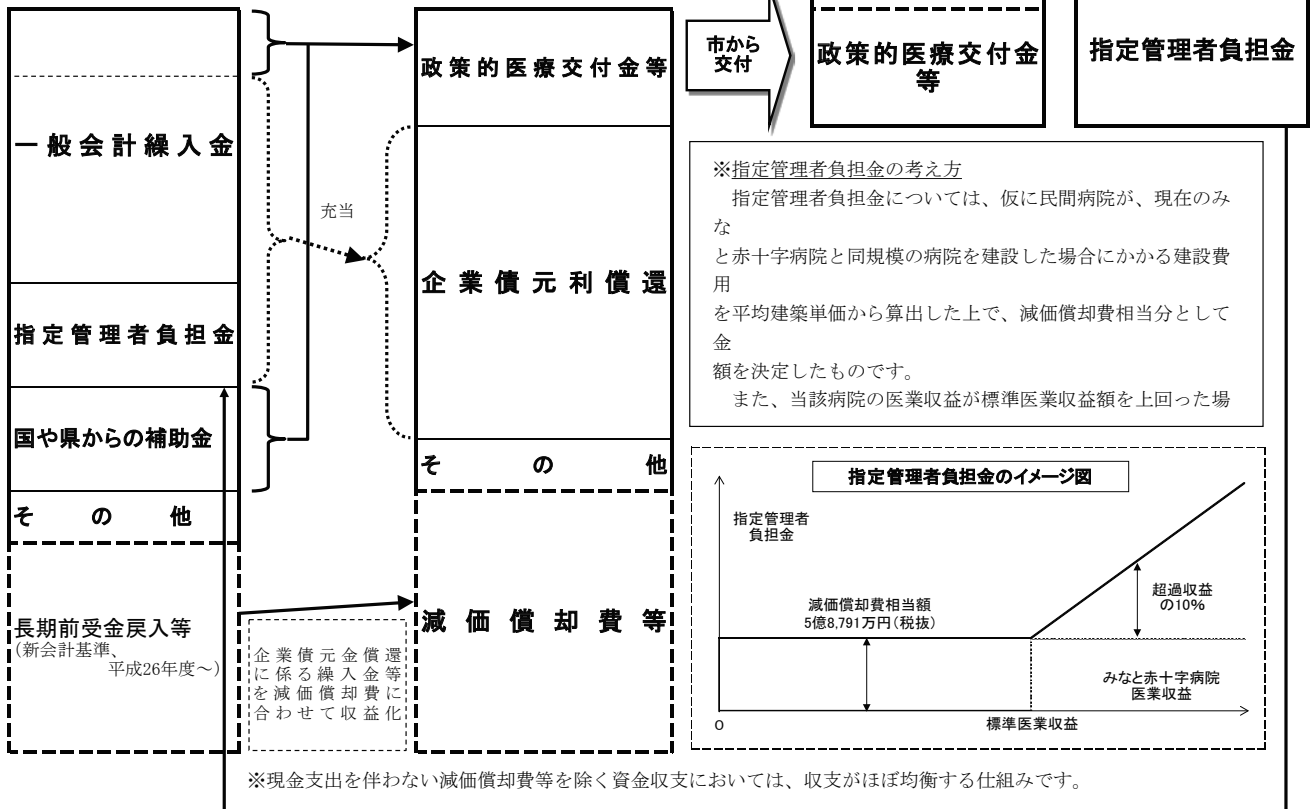 一般会計繰入金
指定管理者負担金
国や県からの補助金
その他
長期前受金戻入等
(新会計基準、
平成26年度~)
充当
企業債元金償還
に係る繰入金等
を減価償却費に
合わせて収益化
政策的医療交付金等
企業債元利償還
その他
減価償却費等
市から
交付
政策的医療交付金
等
指定管理者負担金
※指定管理者負担金の考え方
指定管理者負担金については、仮に民間病院が、現在のみ
な
と赤十字病院と同規模の病院を建設した場合にかかる建設費
用
を平均建築単価から算出した上で、減価償却費相当分として
金
額を決定したものです。
また、当該病院の医業収益が標準医業収益額を上回った場
指定管理者負担金のイメージ図
指定管理者
負担金
減価償却費相当額
5億8,791万円(税抜)
超過収益
の10%
みなと赤十字病院
医業収益
0
標準医業収益
※現金支出を伴わない減価償却費等を除く資金収支においては、収支がほぼ均衡する仕組みです。